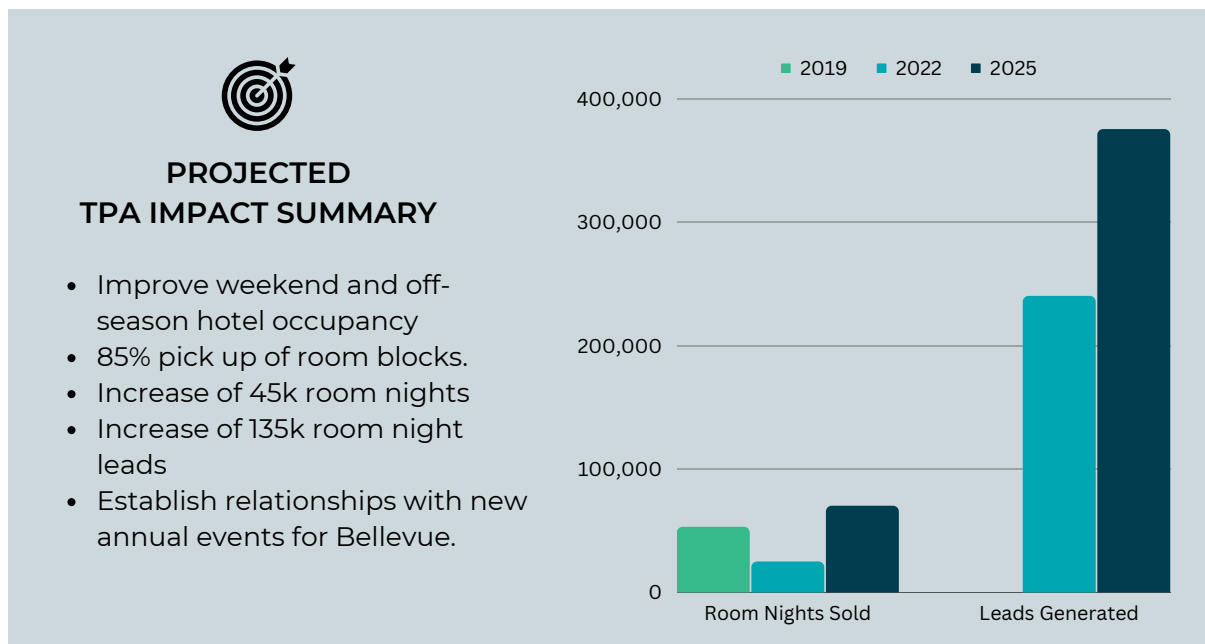 PROJECTED
TPA IMPACT SUMMARY
• Improve weekend and off-
season hotel occupancy
• 85% pick up of room blocks.
• Increase of 45k room nights
• Increase of 135k room night
leads
• Establish relationships with new
annual events for Bellevue.
2019 2022 2025
400,000
300,000
200,000
100,000
0
Room Nights Sold Leads Generated